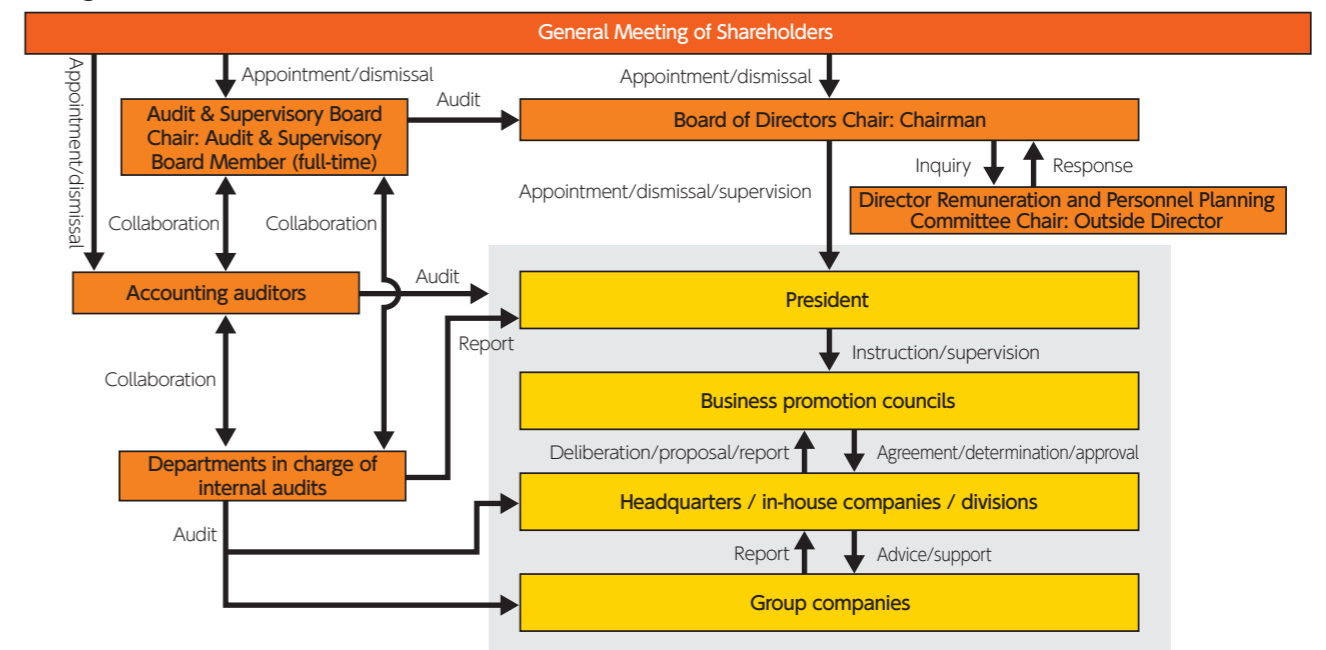 General Meeting of Shareholders
Appointment/dismissal
Appointment/dismissal
Appointment/dismissal
Audit & Supervisory Board
Chair: Audit & Supervisory
Board Member (full-time)
Audit
Board of Directors Chair: Chairman
Inquiry
Response
Appointment/dismissal/supervision
Director Remuneration and Personnel Planning
Committee Chair: Outside Director
Collaboration
Collaboration
Accounting auditors
Audit
President
Report
Instruction/supervision
Collaboration
Business promotion councils
Deliberation/proposal/report
Agreement/determination/approval
Departments in charge of
internal audits
Headquarters / in-house companies / divisions
Audit
Report
Advice/support
Group companies